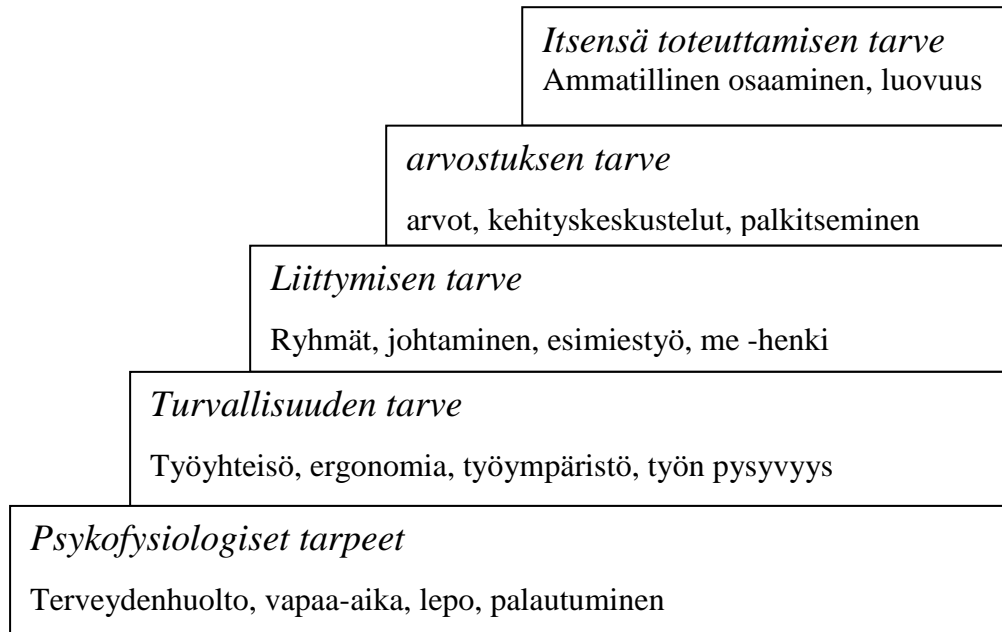 Itsensä toteuttamisen tarve
Ammatillinen osaaminen, luovuus
arvostuksen tarve
arvot, kehityskeskustelut, palkitseminen
Liittymisen tarve
Ryhmät, johtaminen, esimiestyö, me -henki
Turvallisuuden tarve
Työyhteisö, ergonomia, työympäristö, työn pysyvyys
Psykofysiologiset tarpeet
Terveydenhuolto, vapaa-aika, lepo, palautuminen